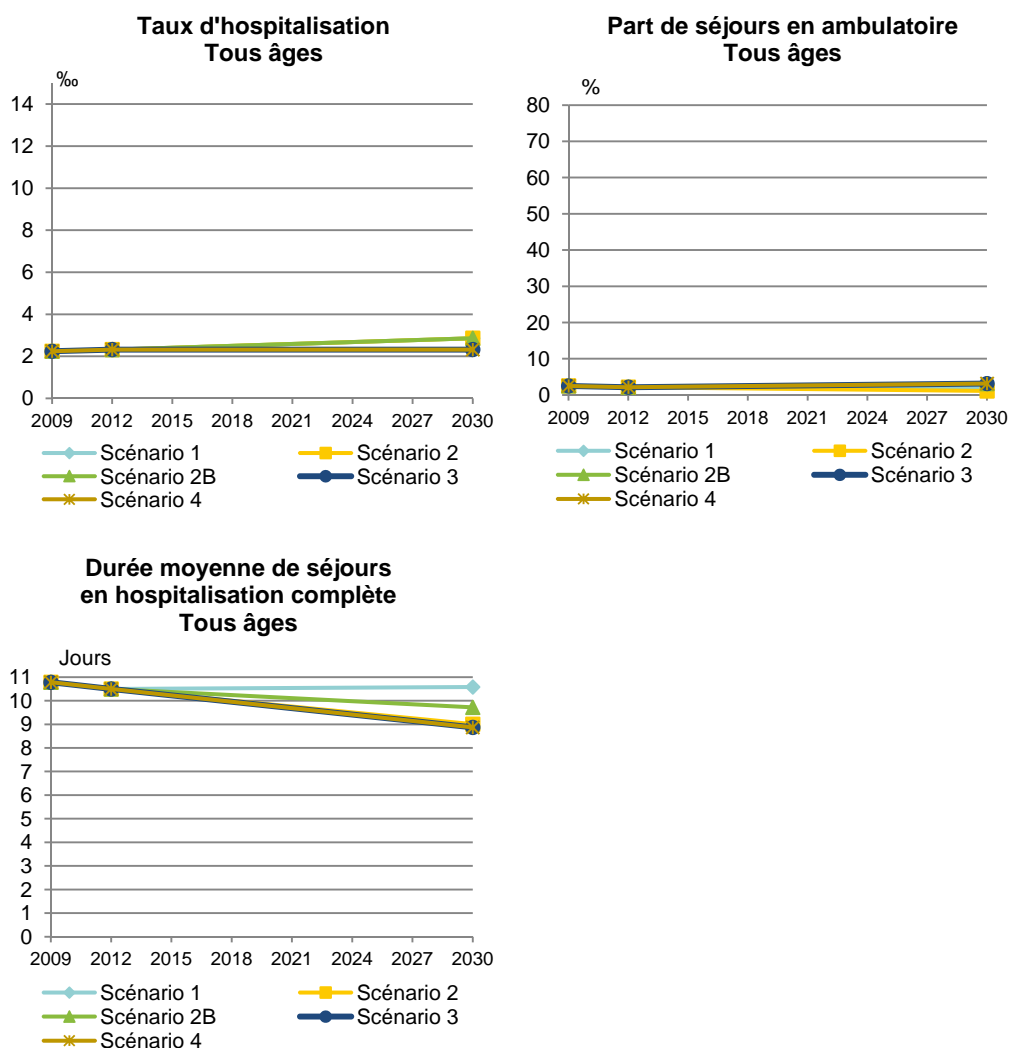 Taux d'hospitalisation
Tous âges
‰
14
12
10
8
6
4
2
0
2009 2012 2015 2018 2021 2024 2027 2030
Scénario 1
Scénario 2
Scénario 2B
Scénario 3
Scénario 4
Part de séjours en ambulatoire
Tous âges
%
80
70
60
50
40
30
20
10
0
2009 2012 2015 2018 2021 2024 2027 2030
Scénario 1
Scénario 2
Scénario 2B
Scénario 3
Scénario 4
Durée moyenne de séjours
en hospitalisation complète
Tous âges
Jours
11
10
9
8
7
6
5
4
3
2
1
0
2009 2012 2015 2018 2021 2024 2027 2030
Scénario 1
Scénario 2
Scénario 2B
Scénario 3
Scénario 4